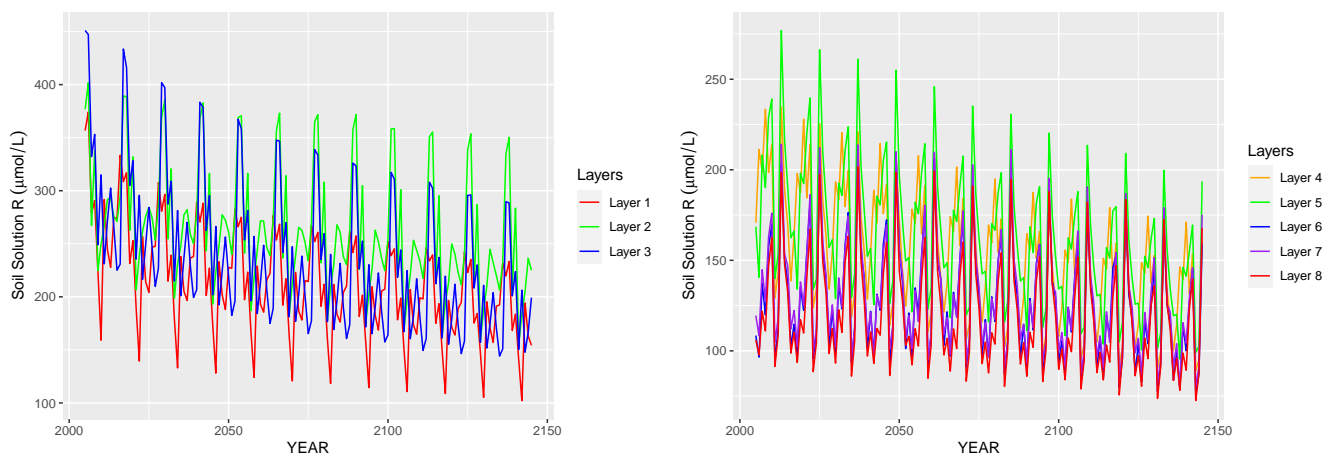 Soil Solution R (μmol/L)
400
300
200
100
2000
2050
2100
2150
YEAR
Layers
Layer 1
Layer 2
Layer 3
Soil Solution R (μmol/L)
250
200
150
100
2000
2050
2100
2150
YEAR
Layers
Layer 4
Layer 5
Layer 6
Layer 7
Layer 8